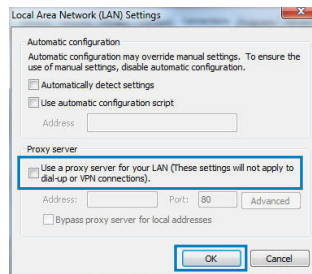 Local Area Network (LAN) Settings
Automatic configuration
Automatic configuration may override manual settings. To ensure the
use of manual settings, disable automatic configuration.
Automatically detect settings
Use automatic configuration script
Address
Proxy server
Use a proxy server for your LAN (These settings will not apply to
dial-up or VPN connections).
Address: Port: 80 Advanced
Bypass proxy server for local addresses
OK Cancel